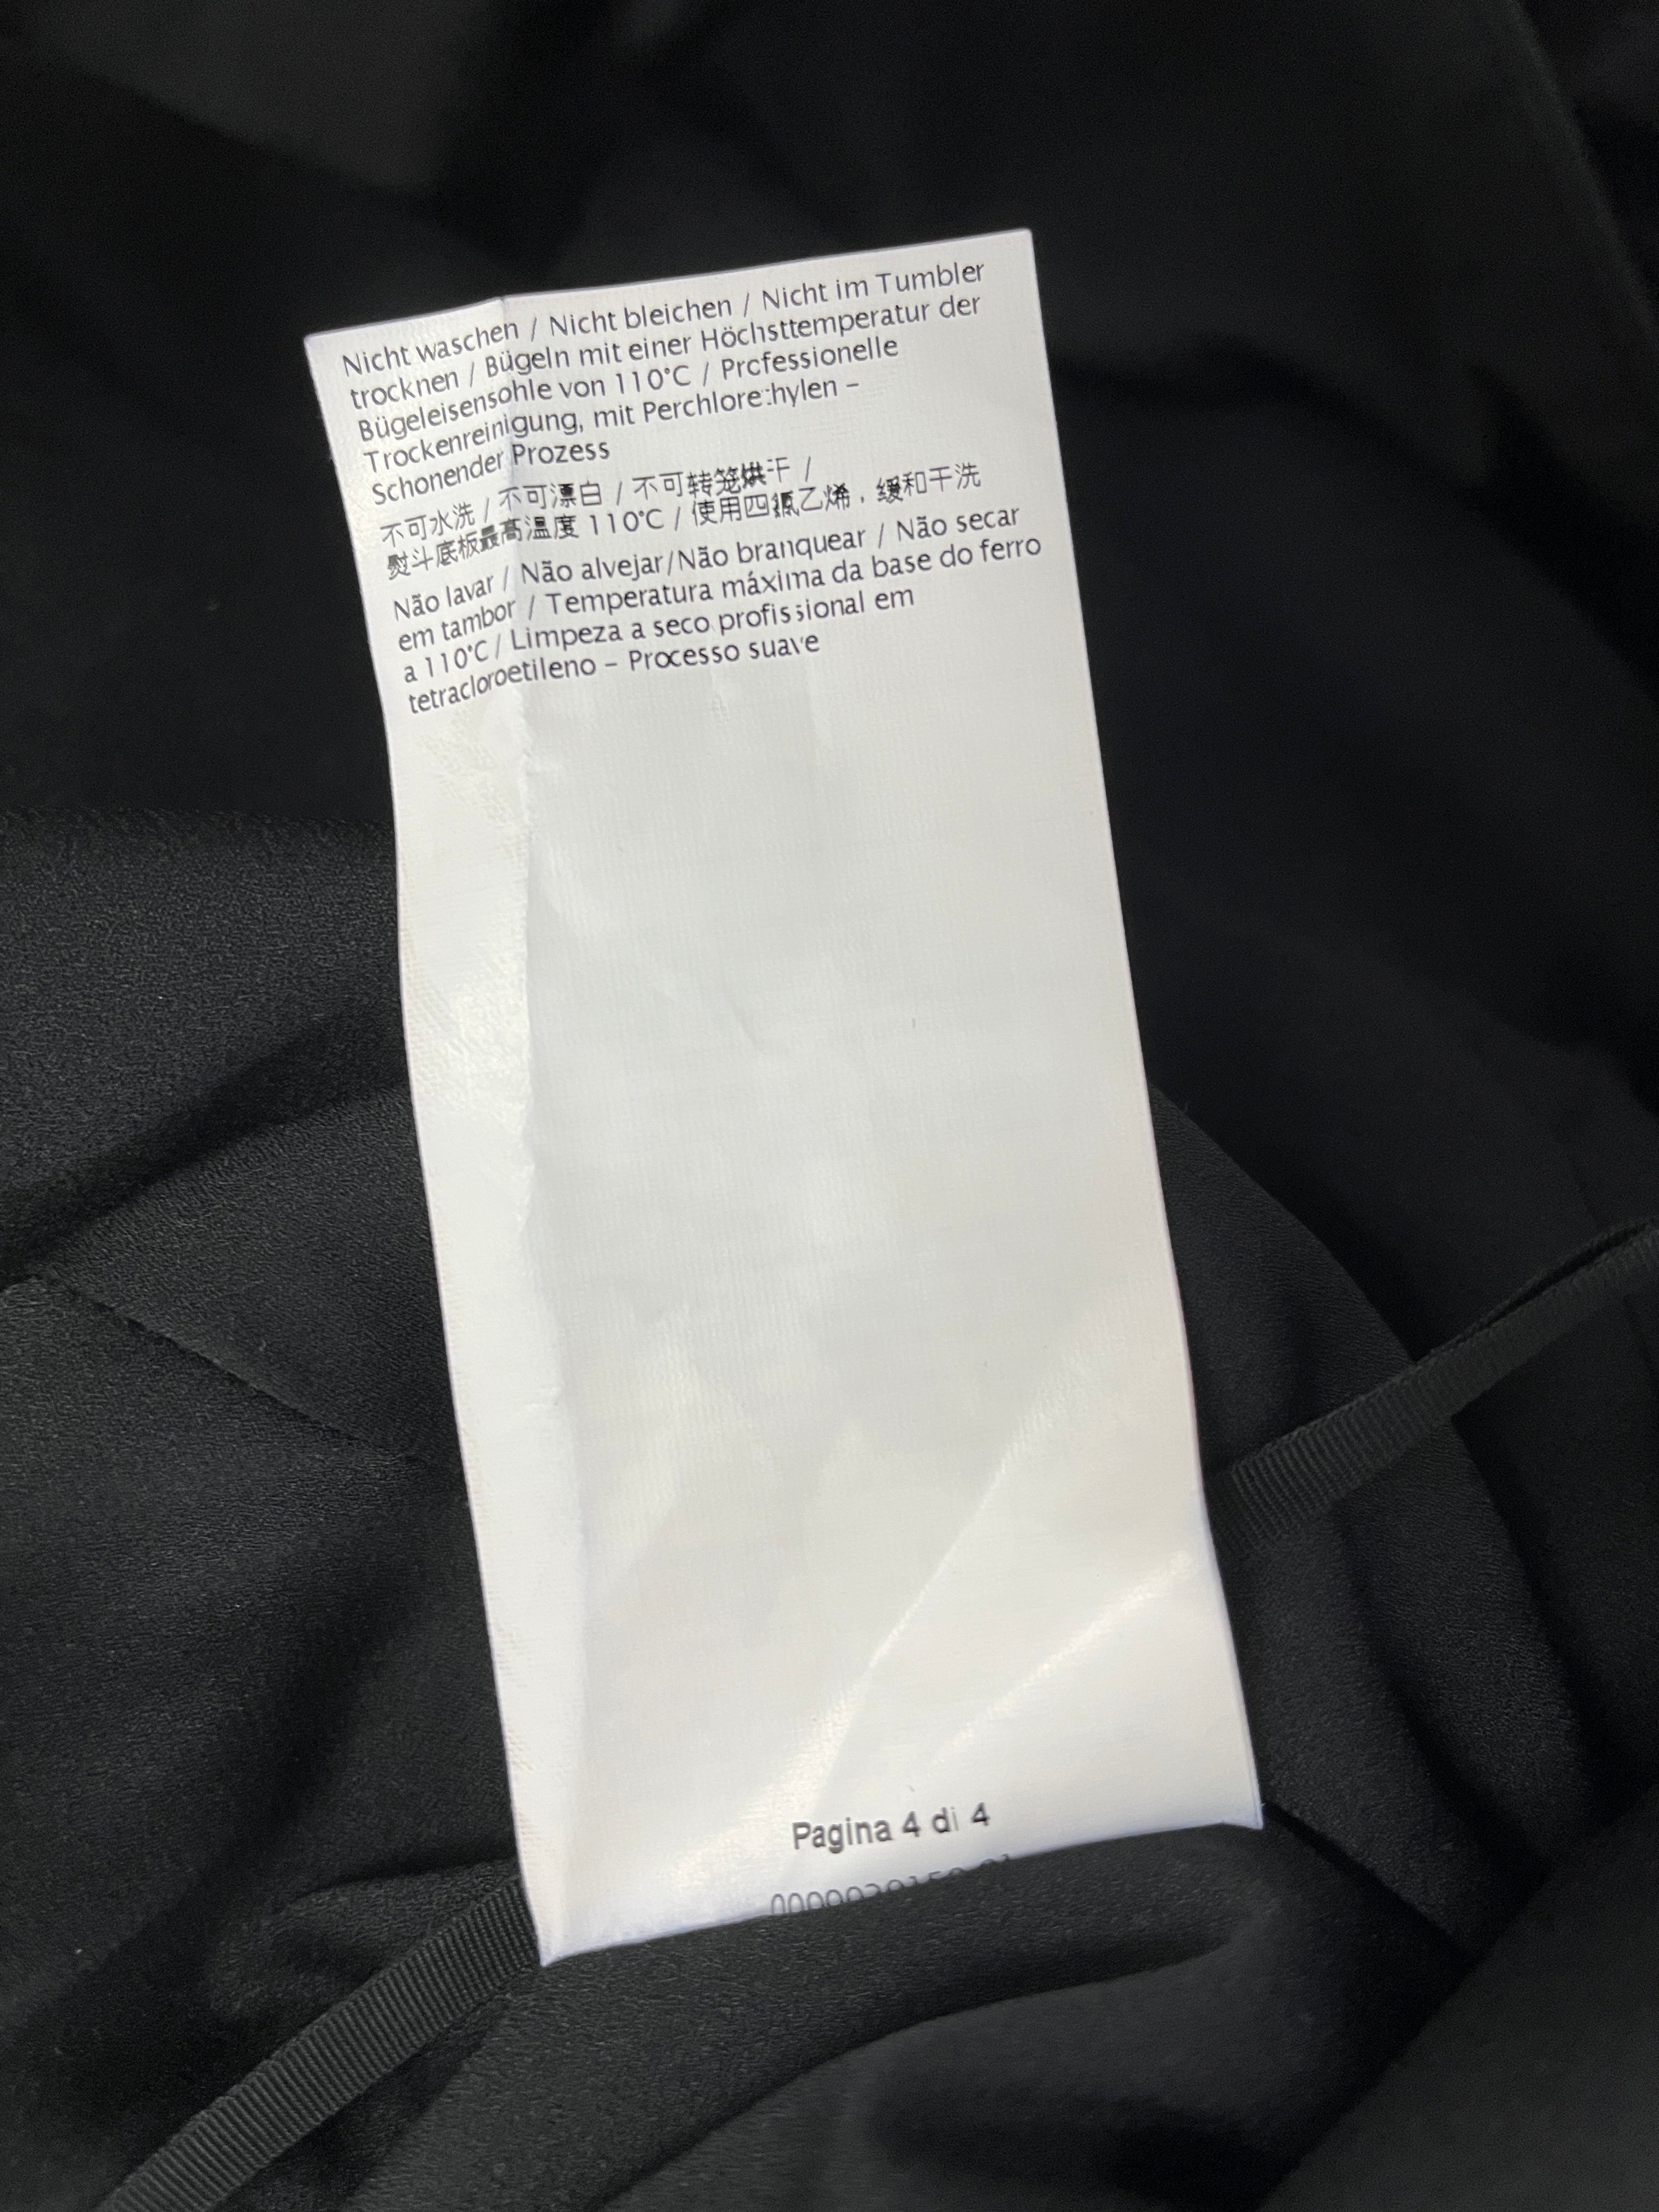 Nicht waschen / Nicht bleichen / Nicht im Tumbler
trocknen / Bügeln mit einer Höchsttemperatur der
Bügeleisensohle von 110°C / Professionelle
Trockenreinigung, mit Perchlorethylen –
Schonender Prozess
不可水洗 / 不可漂白 / 不可转笼烘干 /
熨斗底板最高温度 110°C / 使用四氯乙烯，缓和干洗
Não lavar / Não alvejar/Não branquear / Não secar
em tambor / Temperatura máxima da base do ferro
a 110°C / Limpeza a seco profissional em
tetracloroetileno – Processo suave
Pagina 4 di 4